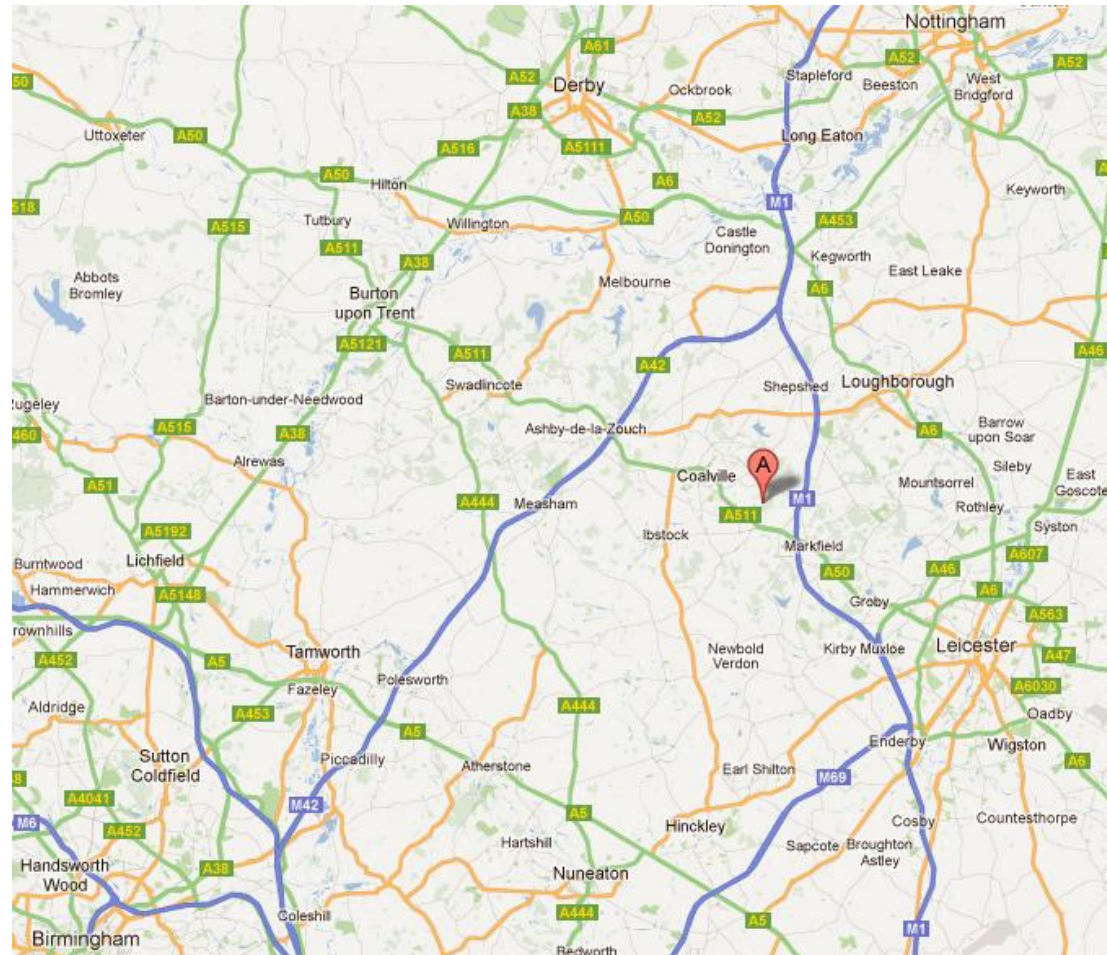 Nottingham
A61
A52
A52
A52
Stapleford
West
Bridgford
Derby
Ockbrook
Beeston
A38
A52
Uttoxeter
A50
A516
A5111
Long Eaton
A50
Hilton
A6
Keyworth
M1
518
Tutbury
Willington
A50
A453
A515
A511
Castle
Donington
A38
Kegworth
Abbots
Bromley
East Leake
Melbourne
Burton
upon Trent
A6
A5121
A511
A46
A42
Swadlincote
Shepshed
Loughborough
Rugeley
Barton-under-Needwood
A515
A38
Ashby-de-la-Zouch
A6
Barrow
upon Soar
460
Alrewas
A
Sileby
A51
Coalville
Mountsorrel
East
Goscote
A444
Measham
M1
Rothley
A511
Syston
A5192
Ibstock
Markfield
A607
Lichfield
Burntwood
A50
A46
Hammerwich
A5148
A6
Groby
A563
rownhills
Tamworth
Newbold
Verdon
Kirby Muxloe
Leicester
A452
A5
A47
Polesworth
Fazeley
A6030
Aldridge
A453
A444
Oadby
A5
Enderby
Wigston
Sutton
Coldfield
Piccadilly
Atherstone
Earl Shilton
A6
M69
A4041
M42
A5
M6
A452
Hinckley
Cosby
Countesthorpe
Hartshill
Sapcote
Broughton
Astley
Handsworth
Wood
A38
Nuneaton
Coleshill
A444
A5
M1
Birmingham
Bedworth